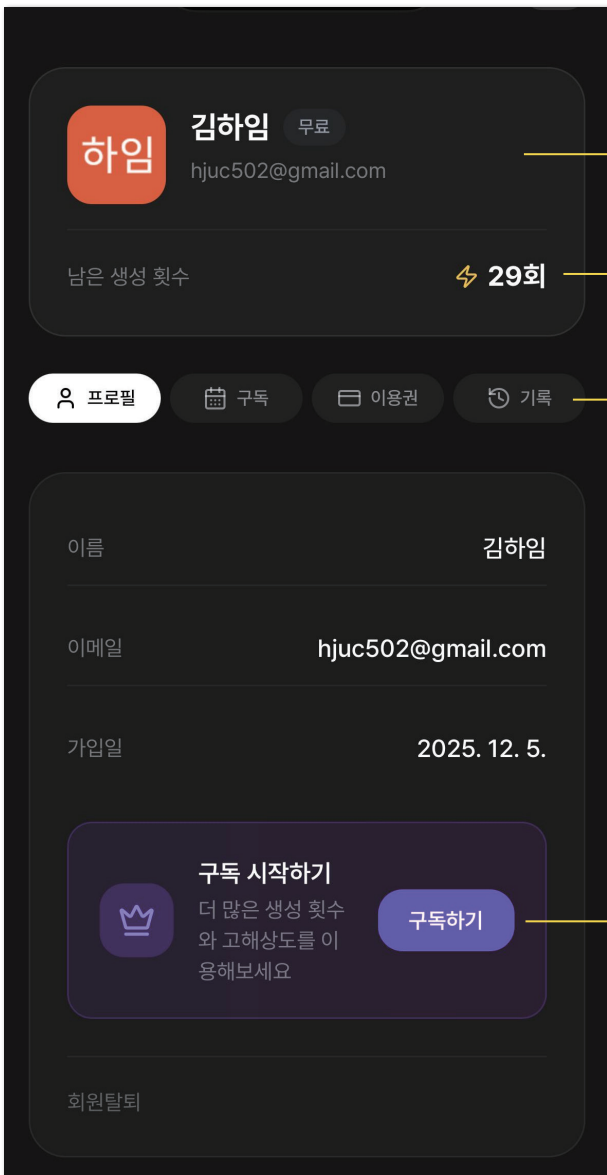 하임
김하임 무료
hjuc502@gmail.com
남은 생성 횟수 29회
프로필 구독 이용권 기록
이름 김하임
이메일 hjuc502@gmail.com
가입일 2025. 12. 5.
구독 시작하기
더 많은 생성 횟수
와 고해상도를 이
용해보세요
구독하기
회원탈퇴